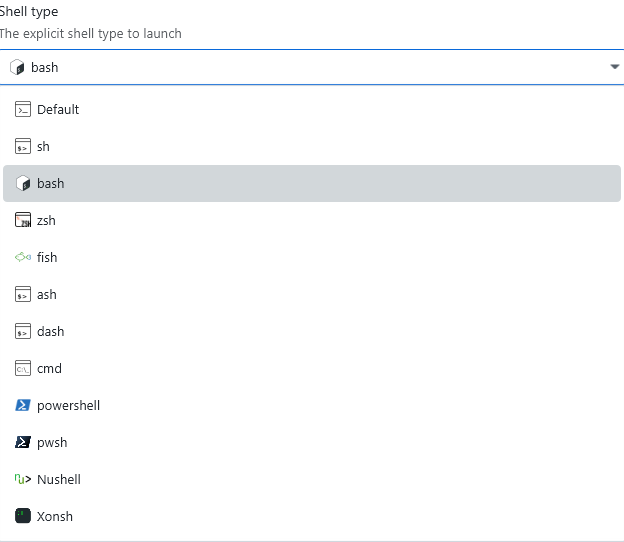 Shell type
The explicit shell type to launch
bash
Default
sh
bash
zsh
fish
ash
dash
cmd
powershell
pwsh
Nushell
Xonsh